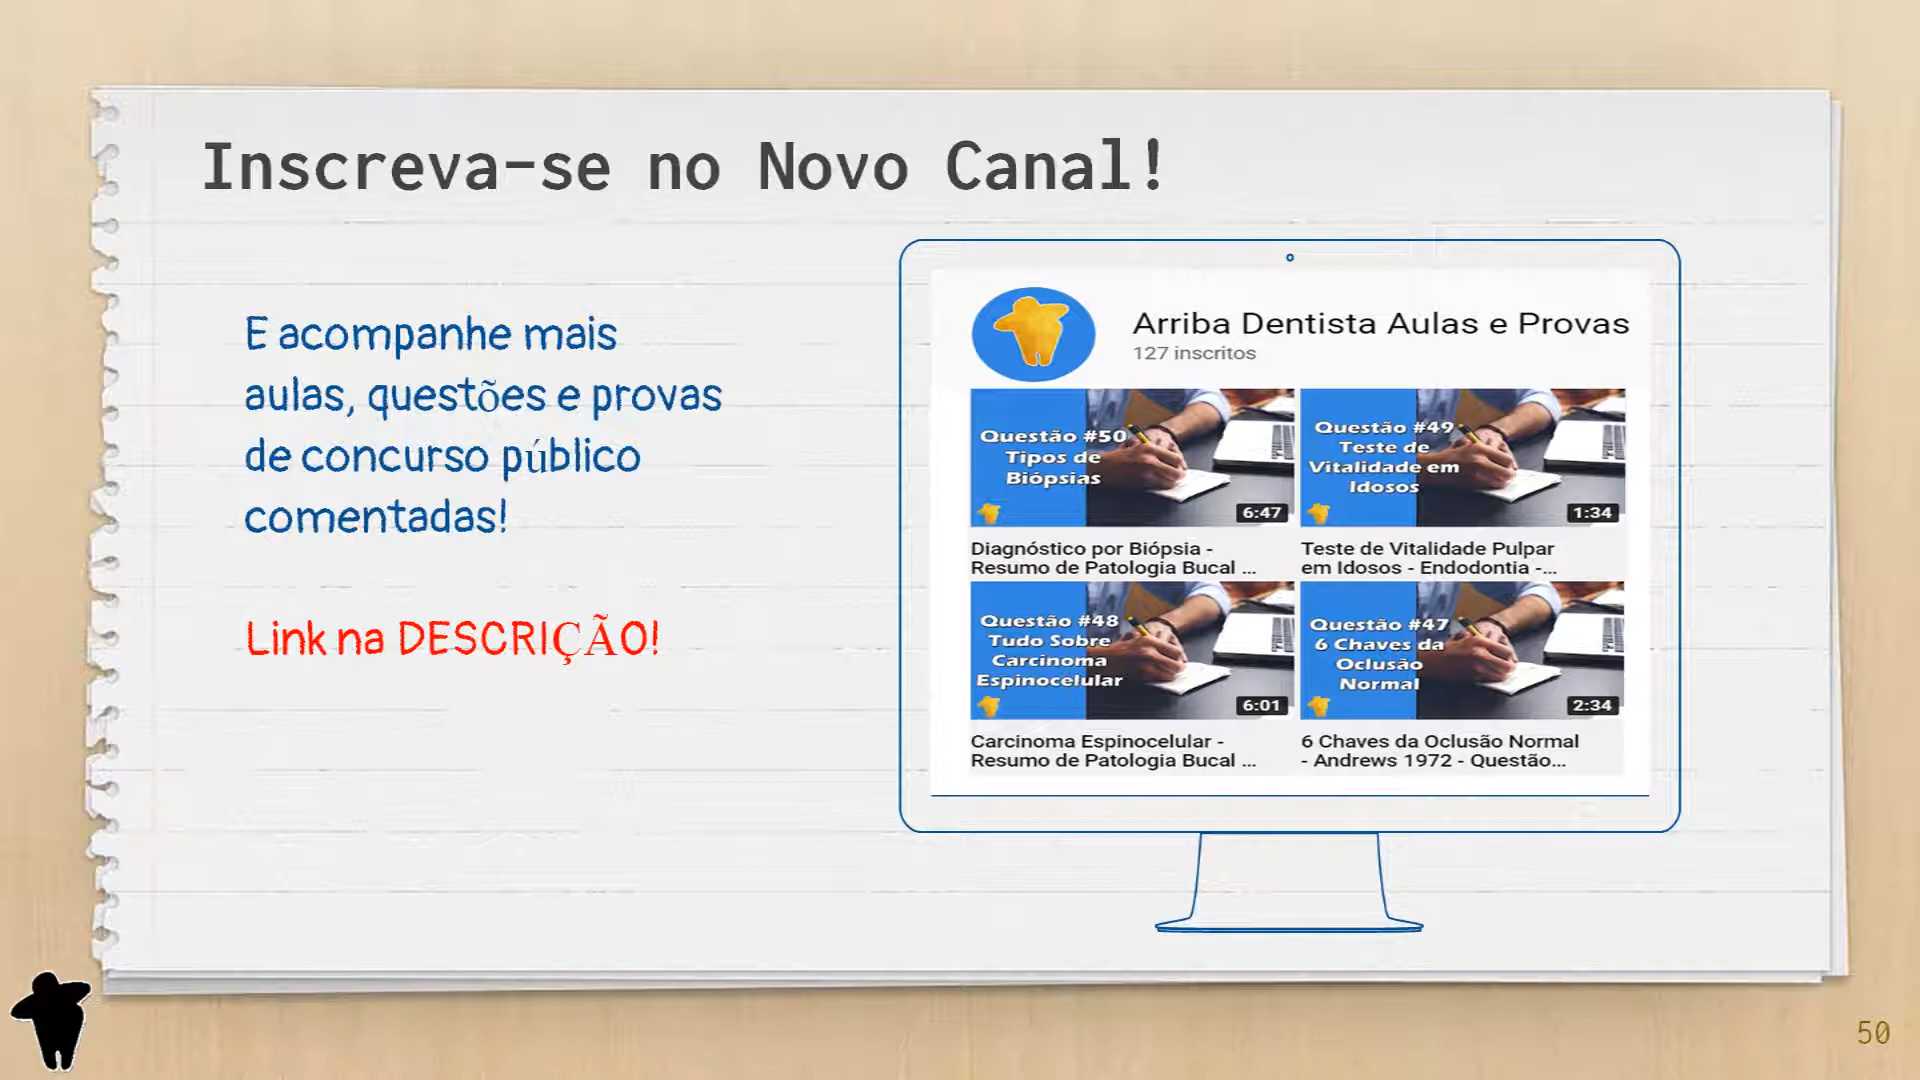 Inscreva-se no Novo Canal!
E acompanhe mais
aulas, questões e provas
de concurso público
comentadas!
Link na DESCRIÇÃO!
Arriba Dentista Aulas e Provas
127 inscritos
Questão #50
Tipos de
Biópsias
6:47
Diagnóstico por Biópsia -
Resumo de Patologia Bucal ...
Questão #49
Teste de
Vitalidade em
Idosos
1:34
Teste de Vitalidade Pulpar
em Idosos - Endodontia -...
Questão #48
Tudo Sobre
Carcinoma
Espinocelular
6:01
Carcinoma Espinocelular -
Resumo de Patologia Bucal ...
Questão #47
6 Chaves da
Oclusão
Normal
2:34
6 Chaves da Oclusão Normal
- Andrews 1972 - Questão...
50